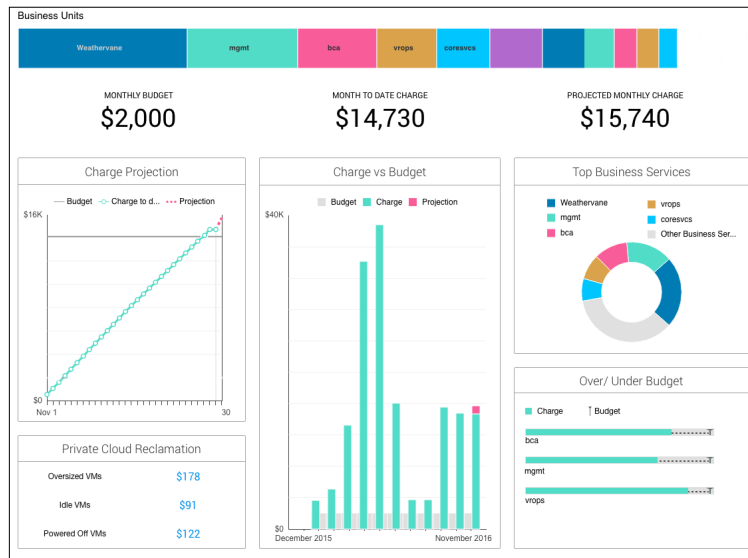 Business Units
Weathervane mgmt bca vrops coresvcs
MONTHLY BUDGET MONTH TO DATE CHARGE PROJECTED MONTHLY CHARGE
$2,000 $14,730 $15,740
Charge Projection
Budget Charge to d... Projection
$16K
$0
Nov 1 30
Private Cloud Reclamation
Oversized VMs $178
Idle VMs $91
Powered Off VMs $122
Charge vs Budget
Budget Charge Projection
$40K
$0
December 2015 November 2016
Top Business Services
Weathervane vrops
mgmt coresvcs
bca Other Business Ser...
Over/ Under Budget
Charge Budget
bca
mgmt
vrops